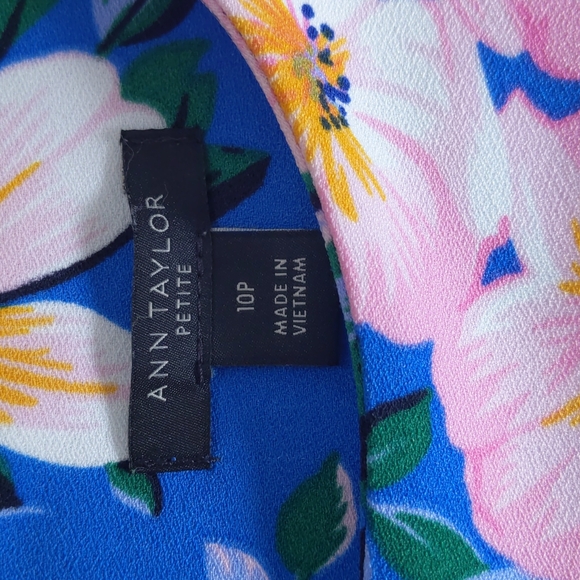 ANN TAYLOR
PETITE
10P
MADE IN
VIETNAM